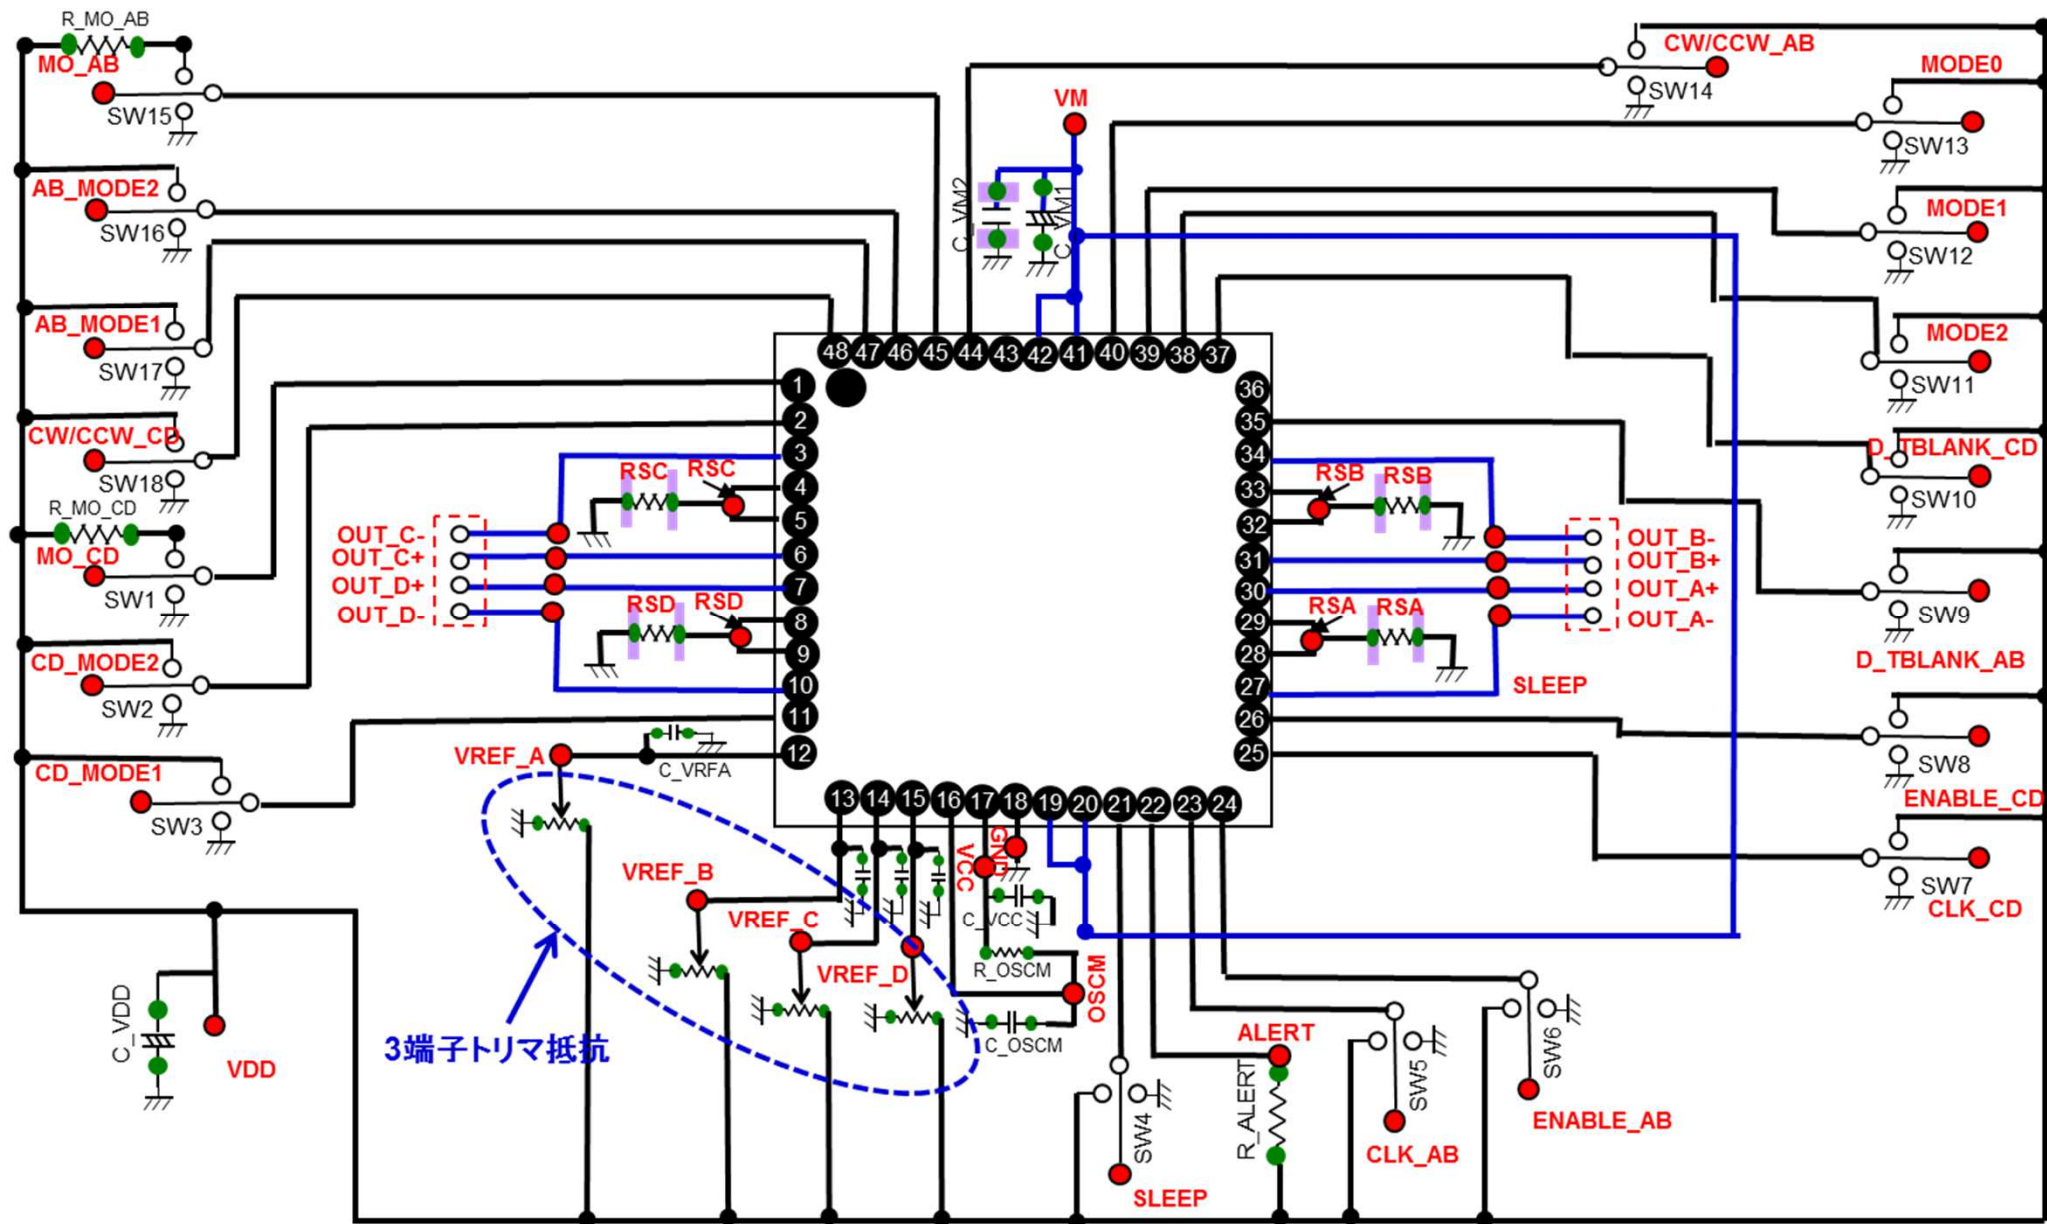 R_MO_AB
MO_AB
SW15
AB_MODE2
SW16
AB_MODE1
SW17
CW/CCW_CD
SW18
R_MO_CD
MO_CD
SW1
CD_MODE2
SW2
CD_MODE1
SW3
C_VDD
VDD
CW/CCW_AB
SW14
MODE0
SW13
MODE1
SW12
MODE2
SW11
D_TBLANK_CD
SW10
SW9
D_TBLANK_AB
SLEEP
SW8
ENABLE_CD
SW7
CLK_CD
VM
C_VM2
C_VM1
48 47 46 45 44 43 42 41 40 39 38 37
1
2
3
4
5
6
7
8
9
10
11
12
36
35
34
33
32
31
30
29
28
27
26
25
13 14 15 16 17 18 19 20 21 22 23 24
RSC RSC
OUT_C-
OUT_C+
OUT_D+
OUT_D-
RSD RSD
RSB RSB
OUT_B-
OUT_B+
OUT_A+
OUT_A-
RSA RSA
VREF_A
C_VRFA
VREF_B
VREF_C
VREF_D
3端子トリマ抵抗
VCC
GND
C_VCC
R_OSCM
OSCM
C_OSCM
SW4
SLEEP
ALERT
R_ALERT
SW5
CLK_AB
SW6
ENABLE_AB